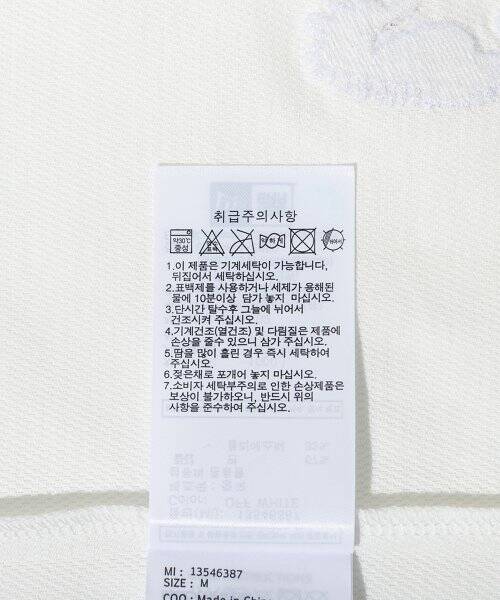 취급주의사항
약30℃
중성
1.이 제품은 기계세탁이 가능합니다,
뒤집어서 세탁하십시오.
2.표백제를 사용하거나 세제가 용해된
물에 10분이상 담가 놓지 마십시오.
3.단시간 탈수후 그늘에 뉘어서
건조시켜 주십시오.
4.기계건조(열건조) 및 다림질은 제품에
손상을 줄수 있으니 삼가 주십시오.
5.땀을 많이 흘린 경우 즉시 세탁하여
주십시오.
6.젖은채로 포개어 놓지 마십시오.
7.소비자 세탁부주의로 인한 손상제품은
보상이 불가하오니, 반드시 위의
사항을 준수하여 주십시오.
MI: 13546387
SIZE: M
COO: Made in China